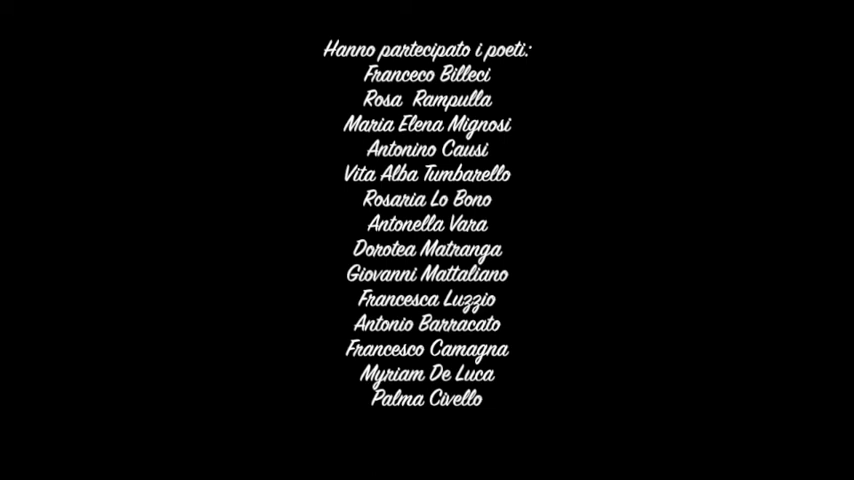 Hanno partecipato i poeti:
Franceco Billeci
Rosa Rampulla
Maria Elena Mignosi
Antonino Causi
Vita Alba Tumbarello
Rosaria Lo Bono
Antonella Vara
Dorotea Matranga
Giovanni Mattaliano
Francesca Luzzio
Antonio Barracato
Francesco Camagna
Myriam De Luca
Palma Civello